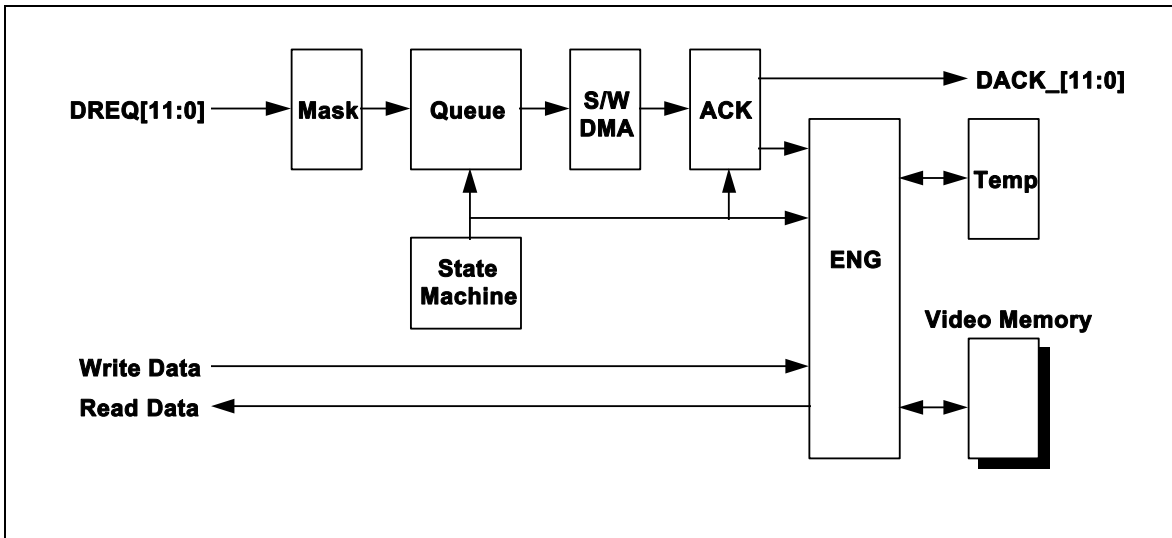 DREQ[11:0]
Mask
Queue
S/W
DMA
ACK
DACK_[11:0]
Temp
State
Machine
ENG
Video Memory
Write Data
Read Data